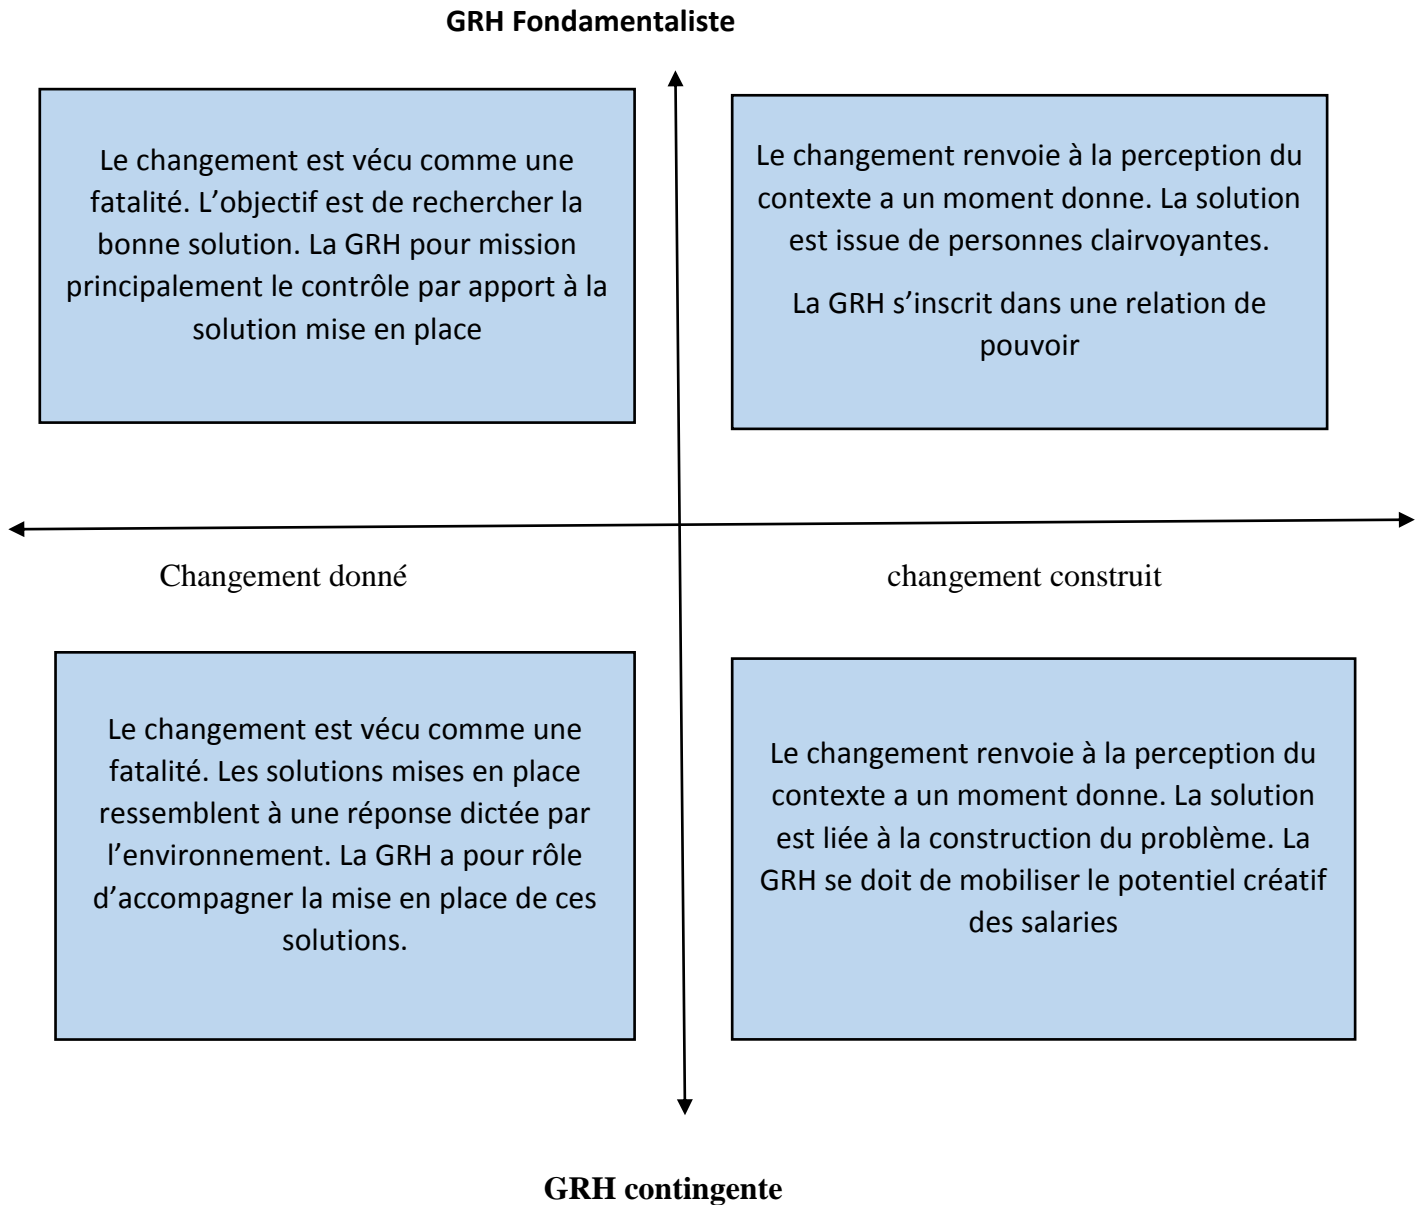 GRH Fondamentaliste
Le changement est vécu comme une
fatalité. L’objectif est de rechercher la
bonne solution. La GRH pour mission
principalement le contrôle par apport à la
solution mise en place
Le changement renvoie à la perception du
contexte a un moment donne. La solution
est issue de personnes clairvoyantes.
La GRH s’inscrit dans une relation de
pouvoir
Changement donné
changement construit
Le changement est vécu comme une
fatalité. Les solutions mises en place
ressemblent à une réponse dictée par
l’environnement. La GRH a pour rôle
d’accompagner la mise en place de ces
solutions.
Le changement renvoie à la perception du
contexte a un moment donne. La solution
est liée à la construction du problème. La
GRH se doit de mobiliser le potentiel créatif
des salaries
GRH contingente